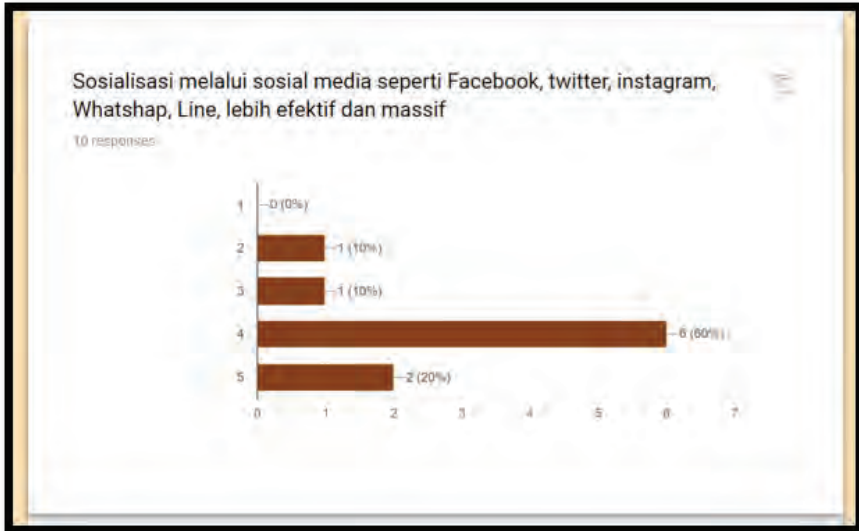 Sosialisasi melalui sosial media seperti Facebook, twitter, instagram,
Whatshap, Line, lebih efektif dan massif
10 responses
1 0 (0%)
2 1 (10%)
3 1 (10%)
4 6 (60%)
5 2 (20%)
0 1 2 3 4 5 6 7